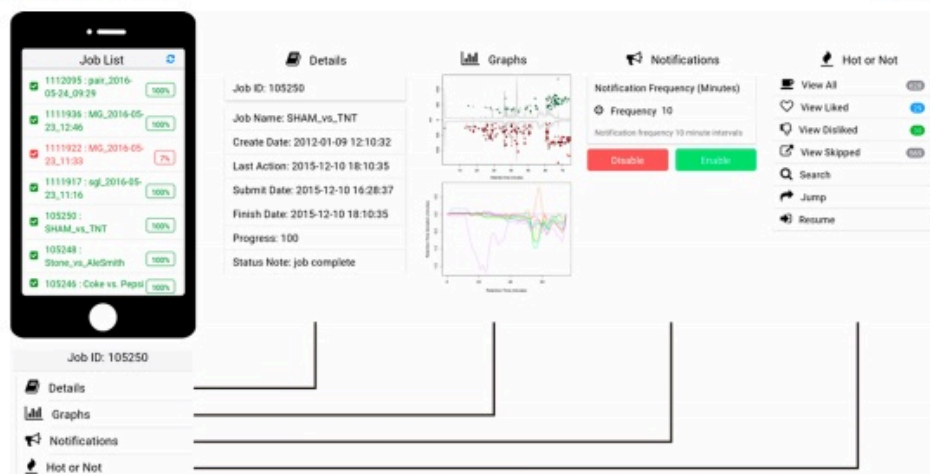 Job List
1112095 : pair_2016-
05-24_09:29
100%
1111936 : MG_2016-05-
23_12:46
100%
1111922 : MG_2016-05-
23_11:33
7%
1111917 : sgl_2016-05-
23_11:16
100%
105250 :
SHAM_vs_TNT
100%
105248 :
Stone_vs_AleSmith
100%
105246 : Coke vs. Pepsi
100%
Job ID: 105250
Details
Graphs
Notifications
Hot or Not
Details
Job ID: 105250
Job Name: SHAM_vs_TNT
Create Date: 2012-01-09 12:10:32
Last Action: 2015-12-10 18:10:35
Submit Date: 2015-12-10 16:28:37
Finish Date: 2015-12-10 18:10:35
Progress: 100
Status Note: job complete
Graphs
Notifications
Notification Frequency (Minutes)
Frequency 10
Notification frequency 10 minute intervals
Disable
Enable
Hot or Not
View All
View Liked
View Disliked
View Skipped
Search
Jump
Resume